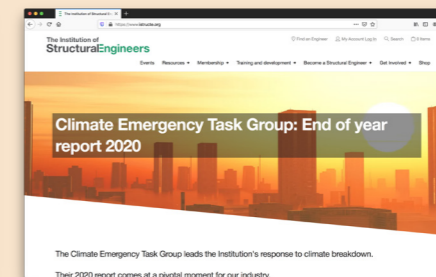 The Institution of Structural E... ×
https://www.istructe.org
The Institution of
StructuralEngineers
Find an Engineer My Account Log In Search 0 Items
Events Resources Membership Training and development Become a Structural Engineer Get Involved Shop
Climate Emergency Task Group: End of year
report 2020
The Climate Emergency Task Group leads the Institution's response to climate breakdown.
Their 2020 report comes at a pivotal moment for our industry